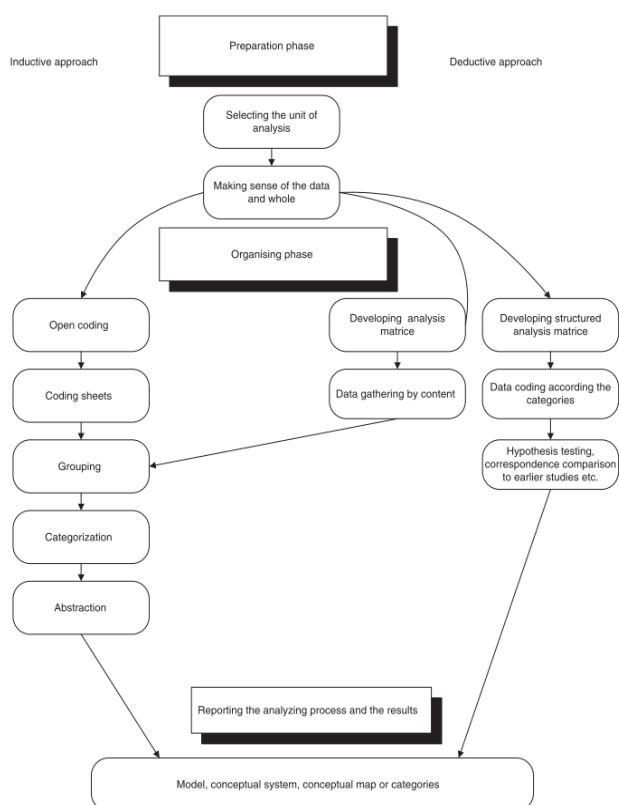 Preparation phase
Inductive approach
Deductive approach
Selecting the unit of
analysis
Making sense of the data
and whole
Organising phase
Open coding
Developing  analysis
matrice
Developing structured
analysis matrice
Coding sheets
Data gathering by content
Data coding according the
categories
Grouping
Hypothesis testing,
correspondence comparison
to earlier studies etc.
Categorization
Abstraction
Reporting the analyzing process and the results
Model, conceptual system, conceptual map or categories